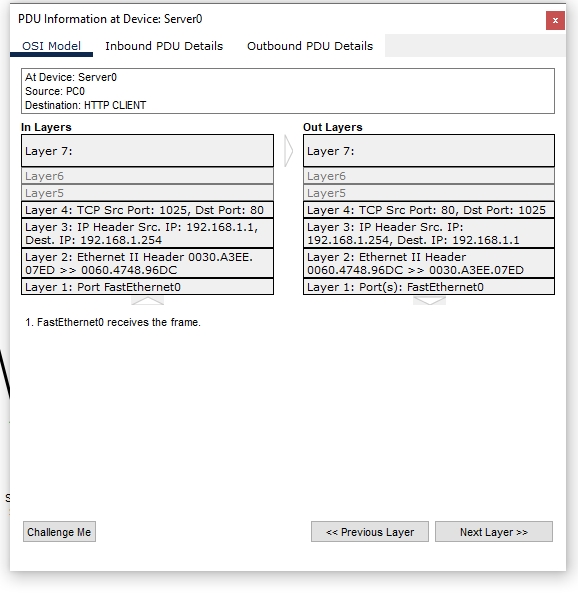 PDU Information at Device: Server0
x
OSI Model Inbound PDU Details Outbound PDU Details
At Device: Server0
Source: PC0
Destination: HTTP CLIENT
In Layers
Layer 7:
Layer6
Layer5
Layer 4: TCP Src Port: 1025, Dst Port: 80
Layer 3: IP Header Src. IP: 192.168.1.1,
Dest. IP: 192.168.1.254
Layer 2: Ethernet II Header 0030.A3EE.
07ED >> 0060.4748.96DC
Layer 1: Port FastEthernet0
Out Layers
Layer 7:
Layer6
Layer5
Layer 4: TCP Src Port: 80, Dst Port: 1025
Layer 3: IP Header Src. IP:
192.168.1.254, Dest. IP: 192.168.1.1
Layer 2: Ethernet II Header
0060.4748.96DC >> 0030.A3EE.07ED
Layer 1: Port(s): FastEthernet0
1. FastEthernet0 receives the frame.
Challenge Me
<< Previous Layer
Next Layer >>